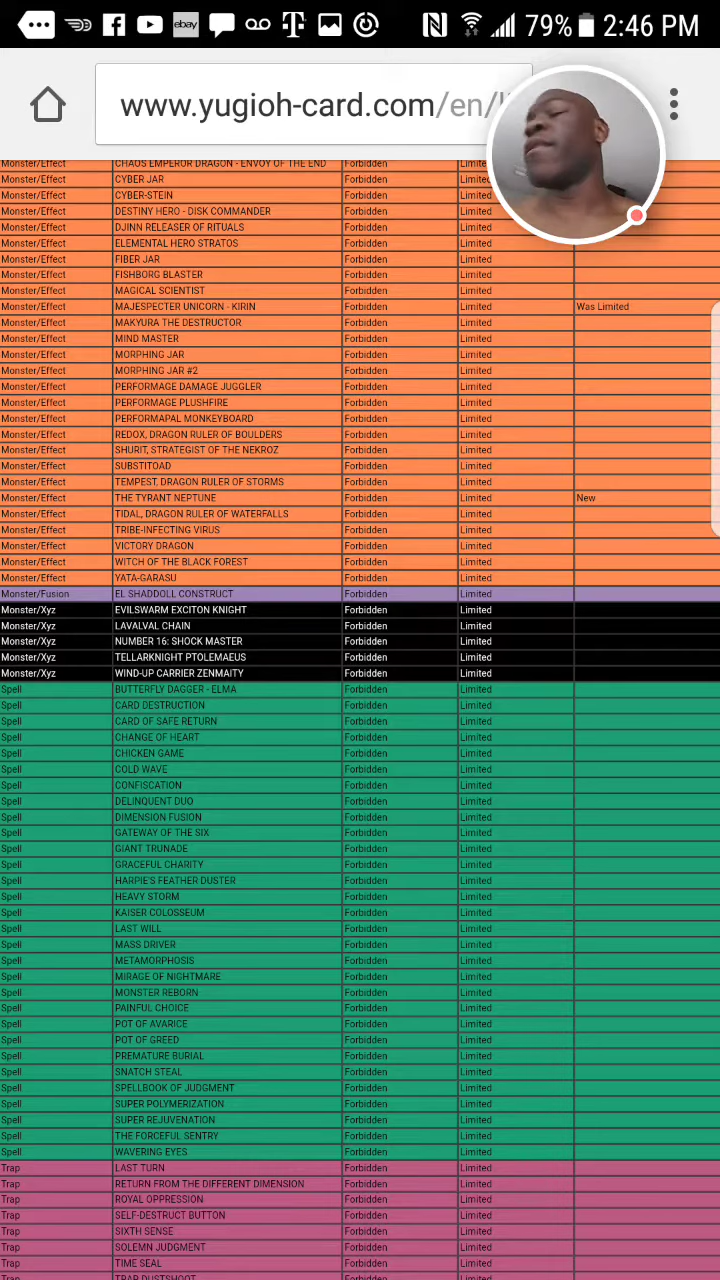 ebay 79% 2:46 PM
www.yugioh-card.com/en/l
Monster/Effect CHAOS EMPEROR DRAGON - ENVOY OF THE END Forbidden Limite
Monster/Effect CYBER JAR Forbidden Limited
Monster/Effect CYBER-STEIN Forbidden Limited
Monster/Effect DESTINY HERO - DISK COMMANDER Forbidden Limited
Monster/Effect DJINN RELEASER OF RITUALS Forbidden Limited
Monster/Effect ELEMENTAL HERO STRATOS Forbidden Limited
Monster/Effect FIBER JAR Forbidden Limited
Monster/Effect FISHBORG BLASTER Forbidden Limited
Monster/Effect MAGICAL SCIENTIST Forbidden Limited
Monster/Effect MAJESPECTER UNICORN - KIRIN Forbidden Limited Was Limited
Monster/Effect MAKYURA THE DESTRUCTOR Forbidden Limited
Monster/Effect MIND MASTER Forbidden Limited
Monster/Effect MORPHING JAR Forbidden Limited
Monster/Effect MORPHING JAR #2 Forbidden Limited
Monster/Effect PERFORMAGE DAMAGE JUGGLER Forbidden Limited
Monster/Effect PERFORMAGE PLUSHFIRE Forbidden Limited
Monster/Effect PERFORMAPAL MONKEYBOARD Forbidden Limited
Monster/Effect REDOX, DRAGON RULER OF BOULDERS Forbidden Limited
Monster/Effect SHURIT, STRATEGIST OF THE NEKROZ Forbidden Limited
Monster/Effect SUBSTITOAD Forbidden Limited
Monster/Effect TEMPEST, DRAGON RULER OF STORMS Forbidden Limited
Monster/Effect THE TYRANT NEPTUNE Forbidden Limited New
Monster/Effect TIDAL, DRAGON RULER OF WATERFALLS Forbidden Limited
Monster/Effect TRIBE-INFECTING VIRUS Forbidden Limited
Monster/Effect VICTORY DRAGON Forbidden Limited
Monster/Effect WITCH OF THE BLACK FOREST Forbidden Limited
Monster/Effect YATA-GARASU Forbidden Limited
Monster/Fusion EL SHADDOLL CONSTRUCT Forbidden Limited
Monster/Xyz EVILSWARM EXCITON KNIGHT Forbidden Limited
Monster/Xyz LAVALVAL CHAIN Forbidden Limited
Monster/Xyz NUMBER 16: SHOCK MASTER Forbidden Limited
Monster/Xyz TELLARKNIGHT PTOLEMAEUS Forbidden Limited
Monster/Xyz WIND-UP CARRIER ZENMAITY Forbidden Limited
Spell BUTTERFLY DAGGER - ELMA Forbidden Limited
Spell CARD DESTRUCTION Forbidden Limited
Spell CARD OF SAFE RETURN Forbidden Limited
Spell CHANGE OF HEART Forbidden Limited
Spell CHICKEN GAME Forbidden Limited
Spell COLD WAVE Forbidden Limited
Spell CONFISCATION Forbidden Limited
Spell DELINQUENT DUO Forbidden Limited
Spell DIMENSION FUSION Forbidden Limited
Spell GATEWAY OF THE SIX Forbidden Limited
Spell GIANT TRUNADE Forbidden Limited
Spell GRACEFUL CHARITY Forbidden Limited
Spell HARPIE'S FEATHER DUSTER Forbidden Limited
Spell HEAVY STORM Forbidden Limited
Spell KAISER COLOSSEUM Forbidden Limited
Spell LAST WILL Forbidden Limited
Spell MASS DRIVER Forbidden Limited
Spell METAMORPHOSIS Forbidden Limited
Spell MIRAGE OF NIGHTMARE Forbidden Limited
Spell MONSTER REBORN Forbidden Limited
Spell PAINFUL CHOICE Forbidden Limited
Spell POT OF AVARICE Forbidden Limited
Spell POT OF GREED Forbidden Limited
Spell PREMATURE BURIAL Forbidden Limited
Spell SNATCH STEAL Forbidden Limited
Spell SPELLBOOK OF JUDGMENT Forbidden Limited
Spell SUPER POLYMERIZATION Forbidden Limited
Spell SUPER REJUVENATION Forbidden Limited
Spell THE FORCEFUL SENTRY Forbidden Limited
Spell WAVERING EYES Forbidden Limited
Trap LAST TURN Forbidden Limited
Trap RETURN FROM THE DIFFERENT DIMENSION Forbidden Limited
Trap ROYAL OPPRESSION Forbidden Limited
Trap SELF-DESTRUCT BUTTON Forbidden Limited
Trap SIXTH SENSE Forbidden Limited
Trap SOLEMN JUDGMENT Forbidden Limited
Trap TIME SEAL Forbidden Limited
Trap TRAP DUSTSHOOT Forbidden Limited